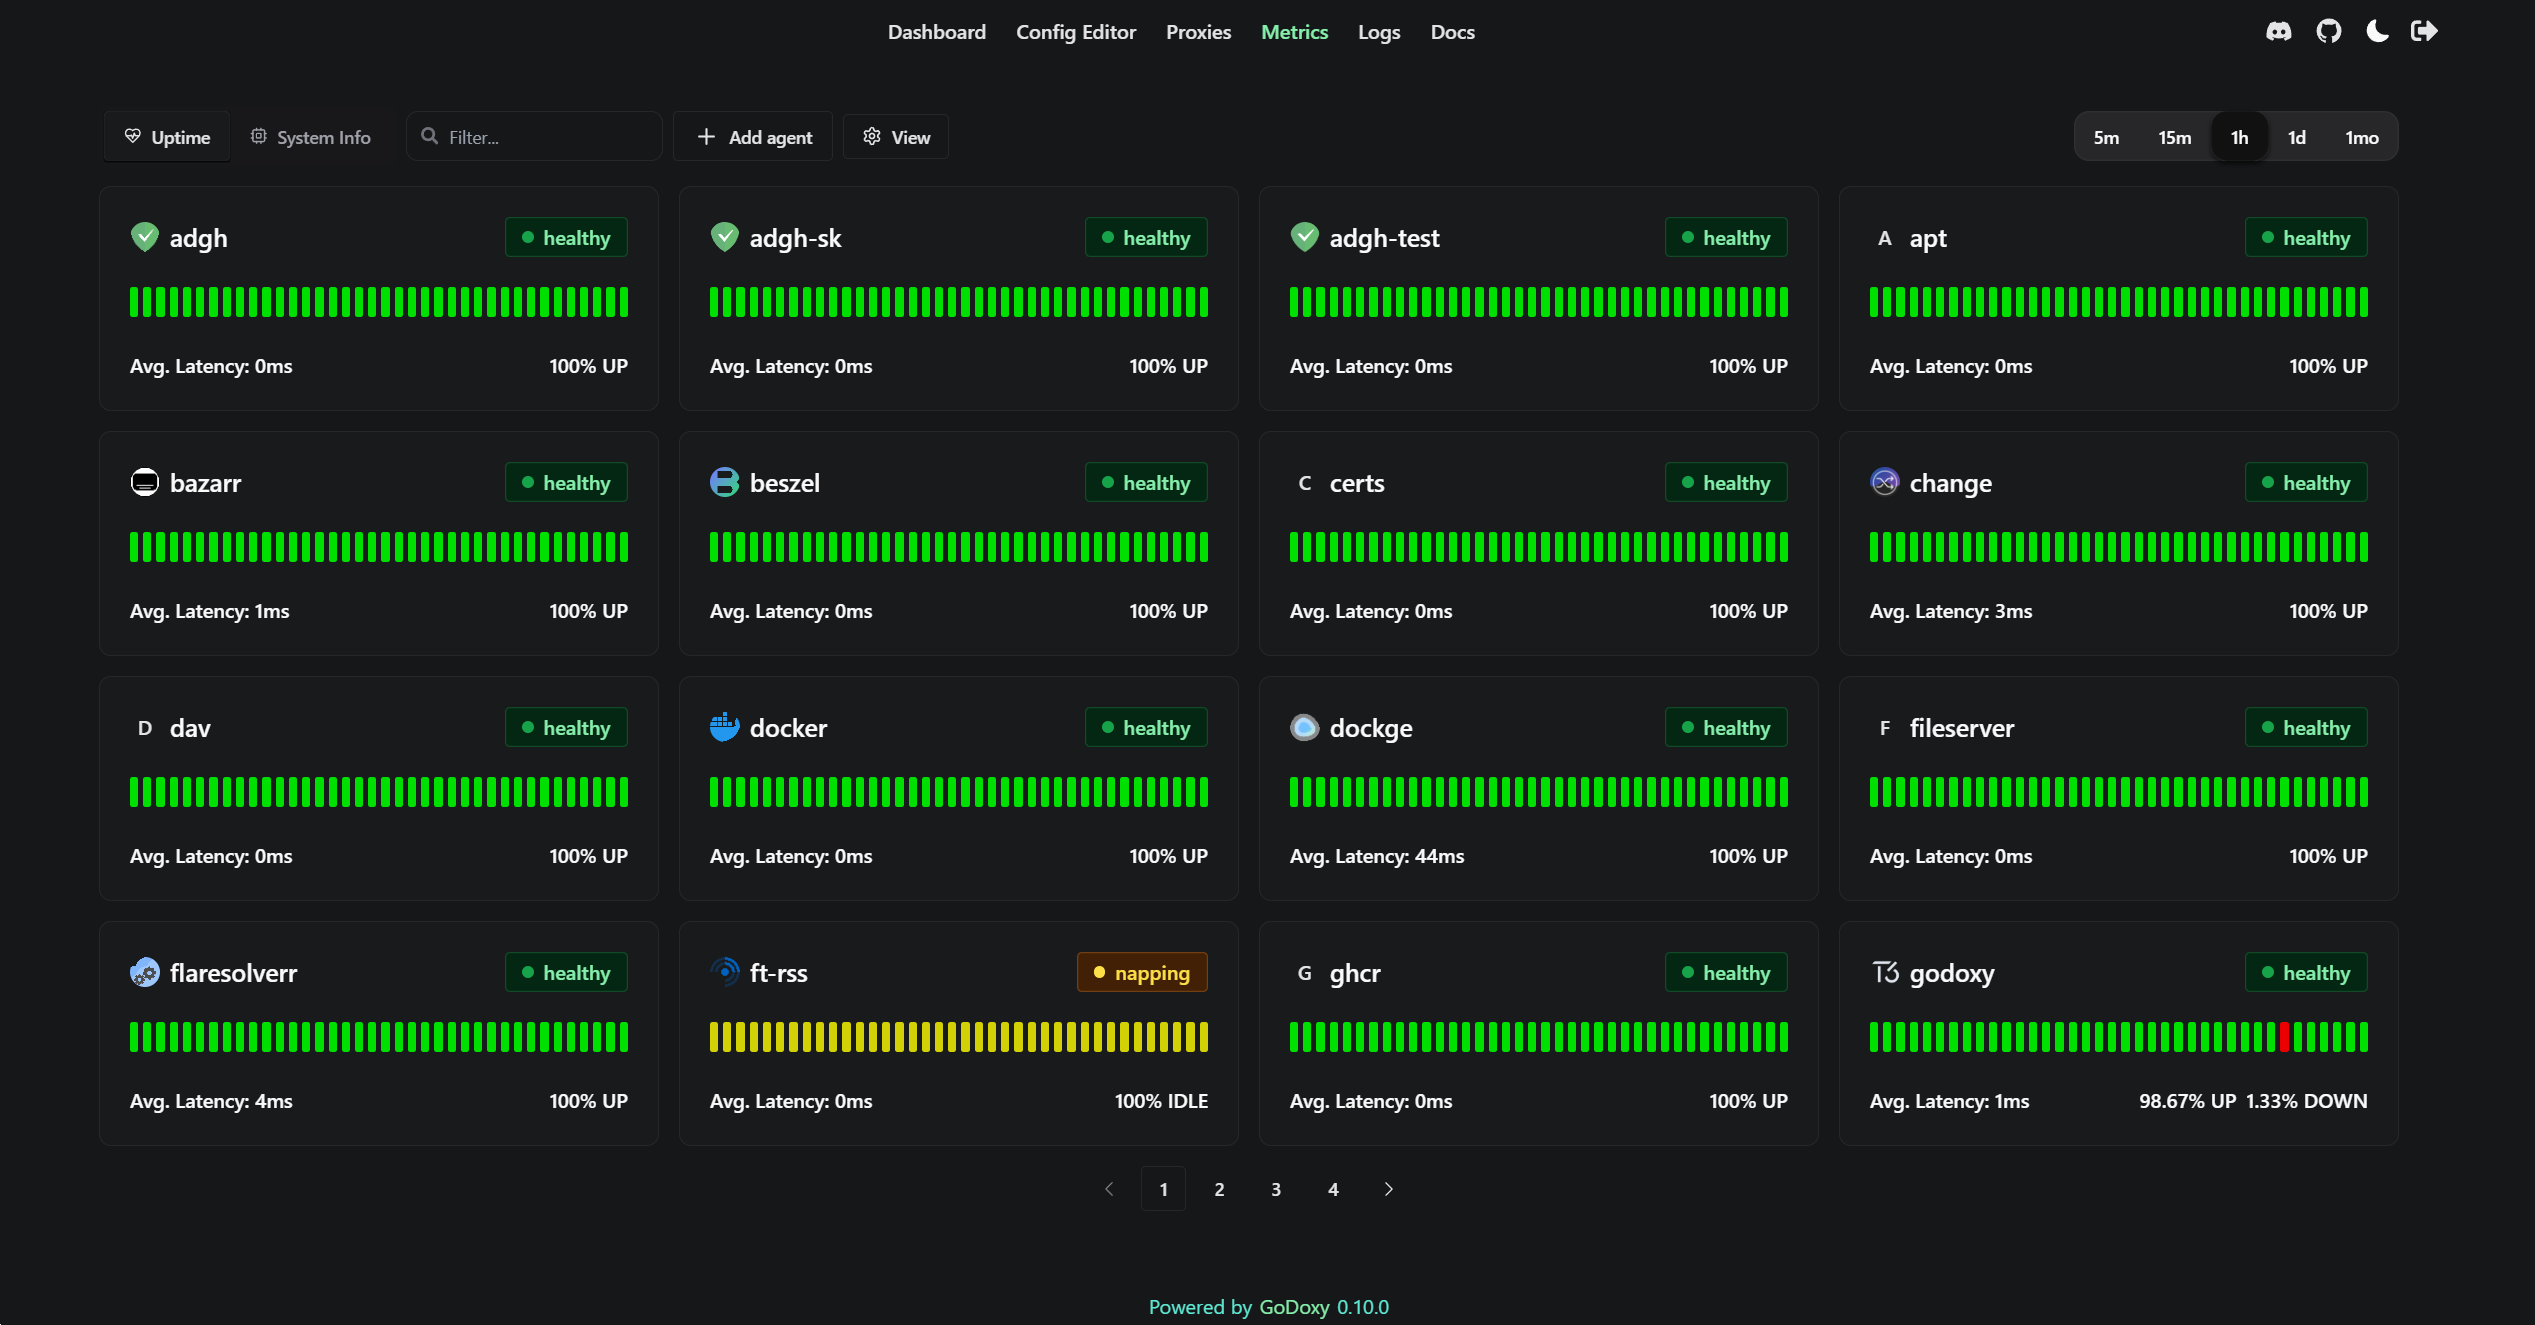 Dashboard Config Editor Proxies Metrics Logs Docs
Uptime System Info Filter... Add agent View 5m 15m 1h 1d 1mo
adgh healthy
Avg. Latency: 0ms 100% UP
adgh-sk healthy
Avg. Latency: 0ms 100% UP
adgh-test healthy
Avg. Latency: 0ms 100% UP
A apt healthy
Avg. Latency: 0ms 100% UP
bazarr healthy
Avg. Latency: 1ms 100% UP
beszel healthy
Avg. Latency: 0ms 100% UP
C certs healthy
Avg. Latency: 0ms 100% UP
change healthy
Avg. Latency: 3ms 100% UP
D dav healthy
Avg. Latency: 0ms 100% UP
docker healthy
Avg. Latency: 0ms 100% UP
dockge healthy
Avg. Latency: 44ms 100% UP
F fileserver healthy
Avg. Latency: 0ms 100% UP
flaresolverr healthy
Avg. Latency: 4ms 100% UP
ft-rss napping
Avg. Latency: 0ms 100% IDLE
G ghcr healthy
Avg. Latency: 0ms 100% UP
godoxy healthy
Avg. Latency: 1ms 98.67% UP 1.33% DOWN
1 2 3 4
Powered by GoDoxy 0.10.0